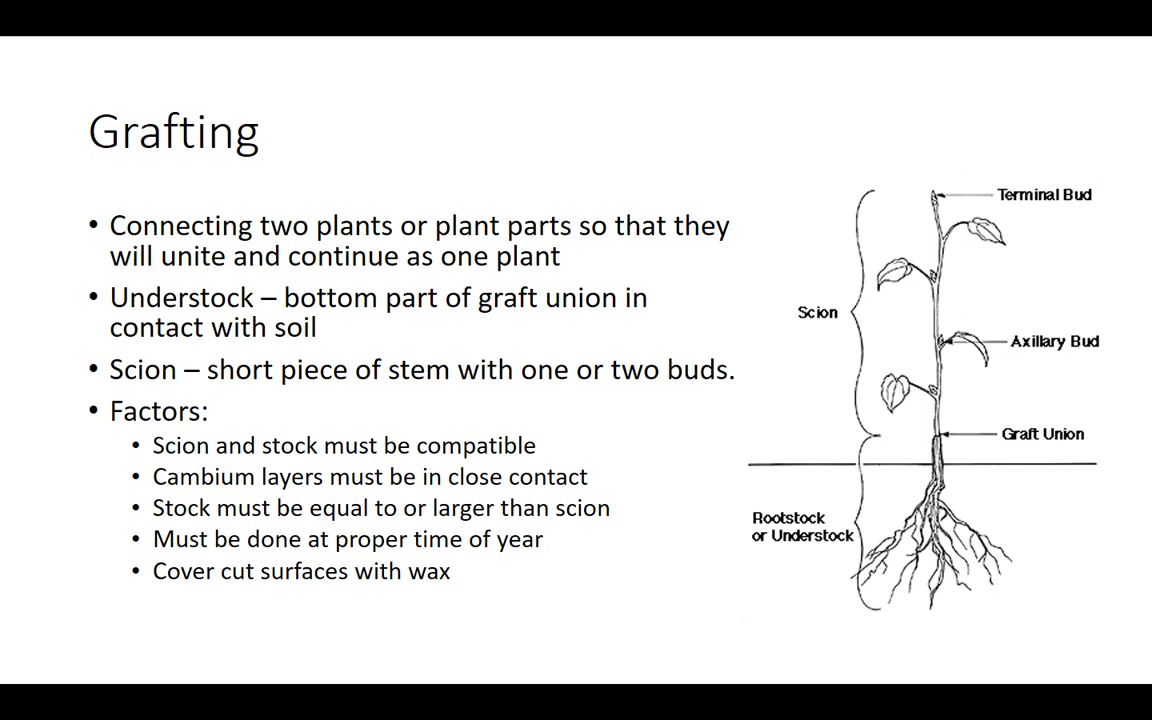 Grafting
• Connecting two plants or plant parts so that they
will unite and continue as one plant
• Understock – bottom part of graft union in
contact with soil
• Scion – short piece of stem with one or two buds.
• Factors:
• Scion and stock must be compatible
• Cambium layers must be in close contact
• Stock must be equal to or larger than scion
• Must be done at proper time of year
• Cover cut surfaces with wax
Terminal Bud
Scion
Axillary Bud
Graft Union
Rootstock
or Understock